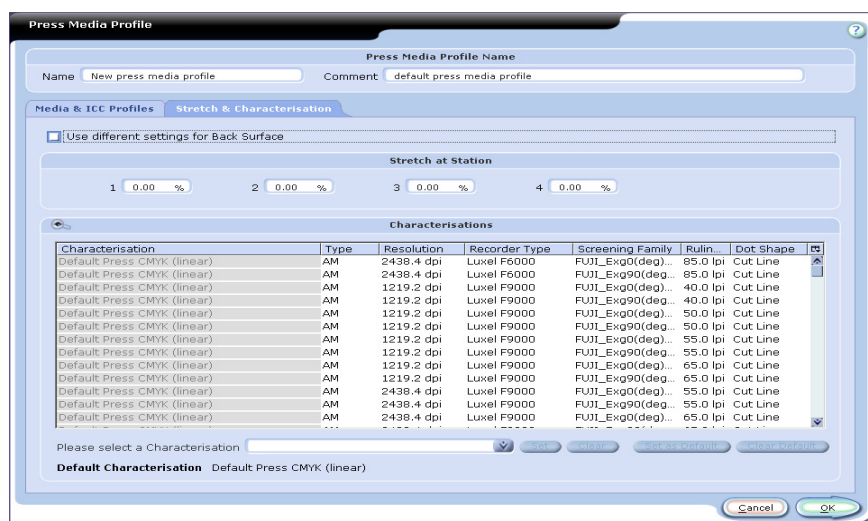 Press Media Profile
?
Press Media Profile Name
Name New press media profile Comment default press media profile
Media & ICC Profiles Stretch & Characterisation
Use different settings for Back Surface
Stretch at Station
1 0.00 % 2 0.00 % 3 0.00 % 4 0.00 %
Characterisations
Characterisation Type Resolution Recorder Type Screening Family Rulin... Dot Shape
Default Press CMYK (linear) AM 2438.4 dpi Luxel F6000 FUJI_Exg0(deg)... 85.0 lpi Cut Line
Default Press CMYK (linear) AM 2438.4 dpi Luxel F6000 FUJI_Exg90(deg... 85.0 lpi Cut Line
Default Press CMYK (linear) AM 1219.2 dpi Luxel F9000 FUJI_Exg0(deg)... 40.0 lpi Cut Line
Default Press CMYK (linear) AM 1219.2 dpi Luxel F9000 FUJI_Exg90(deg... 40.0 lpi Cut Line
Default Press CMYK (linear) AM 1219.2 dpi Luxel F9000 FUJI_Exg0(deg)... 50.0 lpi Cut Line
Default Press CMYK (linear) AM 1219.2 dpi Luxel F9000 FUJI_Exg90(deg... 50.0 lpi Cut Line
Default Press CMYK (linear) AM 1219.2 dpi Luxel F9000 FUJI_Exg0(deg)... 55.0 lpi Cut Line
Default Press CMYK (linear) AM 1219.2 dpi Luxel F9000 FUJI_Exg90(deg... 55.0 lpi Cut Line
Default Press CMYK (linear) AM 1219.2 dpi Luxel F9000 FUJI_Exg0(deg)... 65.0 lpi Cut Line
Default Press CMYK (linear) AM 1219.2 dpi Luxel F9000 FUJI_Exg90(deg... 65.0 lpi Cut Line
Default Press CMYK (linear) AM 2438.4 dpi Luxel F9000 FUJI_Exg0(deg)... 55.0 lpi Cut Line
Default Press CMYK (linear) AM 2438.4 dpi Luxel F9000 FUJI_Exg90(deg... 55.0 lpi Cut Line
Default Press CMYK (linear) AM 2438.4 dpi Luxel F9000 FUJI_Exg0(deg)... 65.0 lpi Cut Line
Please select a Characterisation Set Clear Set as Default Clear Default
Default Characterisation Default Press CMYK (linear)
Cancel OK